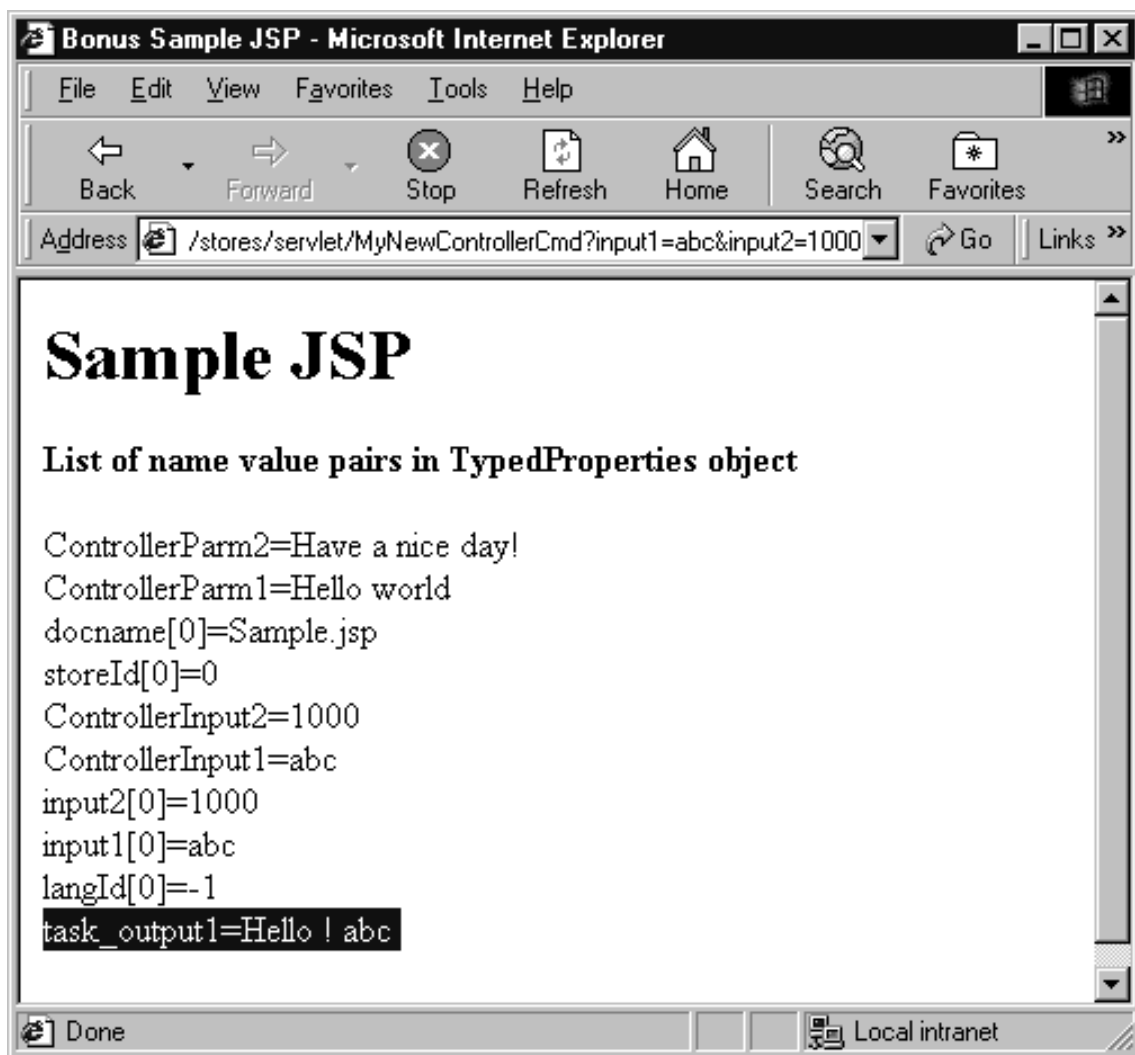 Bonus Sample JSP - Microsoft Internet Explorer
File Edit View Favorites Tools Help
Back Forward Stop Refresh Home Search Favorites »
Address /stores/servlet/MyNewControllerCmd?input1=abc&input2=1000 Go Links »
Sample JSP
List of name value pairs in TypedProperties object
ControllerParm2=Have a nice day!
ControllerParm1=Hello world
docname[0]=Sample.jsp
storeId[0]=0
ControllerInput2=1000
ControllerInput1=abc
input2[0]=1000
input1[0]=abc
langId[0]=-1
task_output1=Hello ! abc
Done Local intranet